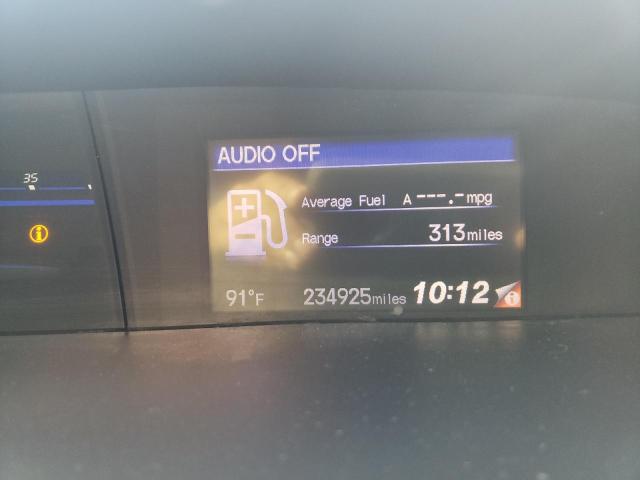 AUDIO OFF
35
Average Fuel A ---.- mpg
Range 313 miles
91°F 234925 miles 10:12 i
i